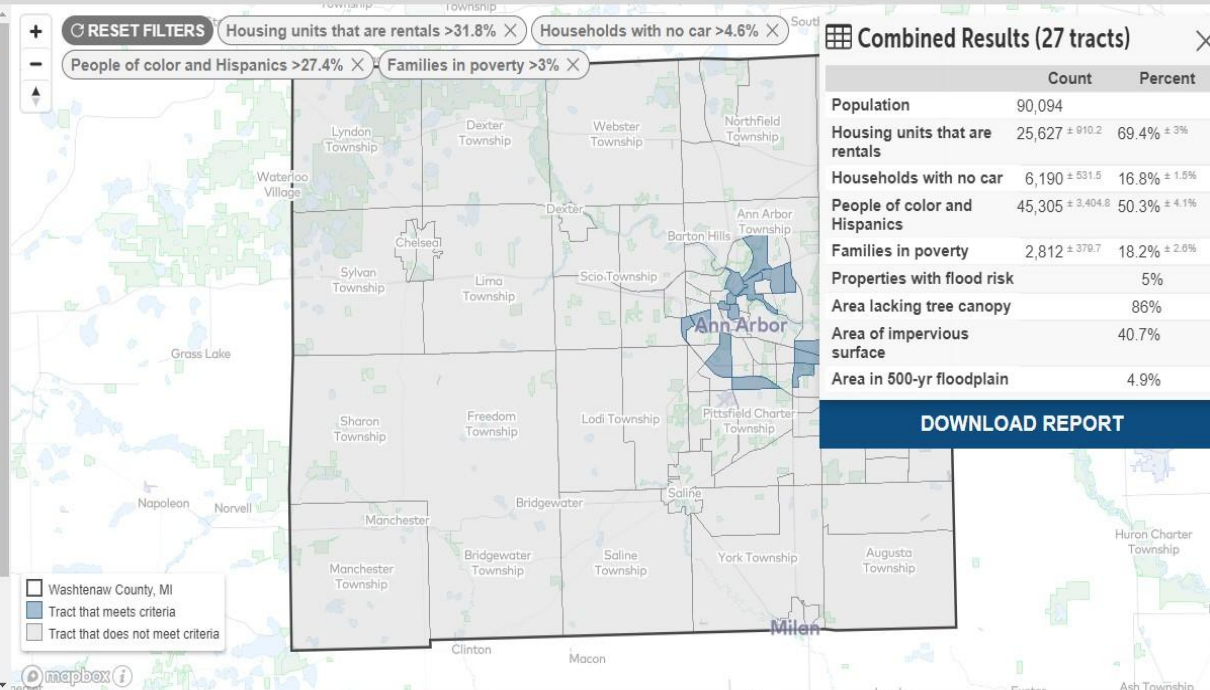 Township
Township
+
−
RESET FILTERS
Housing units that are rentals >31.8% ×
Households with no car >4.6% ×
People of color and Hispanics >27.4% ×
Families in poverty >3% ×
South
Combined Results (27 tracts) ×
Count Percent
Population 90,094
Housing units that are
rentals
25,627 ± 910.2 69.4% ± 3%
Households with no car 6,190 ± 531.5 16.8% ± 1.5%
People of color and
Hispanics
45,305 ± 3,404.8 50.3% ± 4.1%
Families in poverty 2,812 ± 379.7 18.2% ± 2.6%
Properties with flood risk 5%
Area lacking tree canopy 86%
Area of impervious
surface
40.7%
Area in 500-yr floodplain 4.9%
DOWNLOAD REPORT
Lyndon
Township
Dexter
Township
Webster
Township
Northfield
Township
Waterloo
Village
Dexter
Ann Arbor
Township
Barton Hills
Chelsea
Sylvan
Township
Lima
Township
Scio Township
Ann Arbor
Grass Lake
Sharon
Township
Freedom
Township
Lodi Township
Pittsfield Charter
Township
Napoleon
Norvell
Bridgewater
Saline
Manchester
Manchester
Township
Bridgewater
Township
Saline
Township
York Township
Augusta
Township
Huron Charter
Township
Milan
Clinton
Macon
Ash Township
Washtenaw County, MI
Tract that meets criteria
Tract that does not meet criteria
mapbox
i